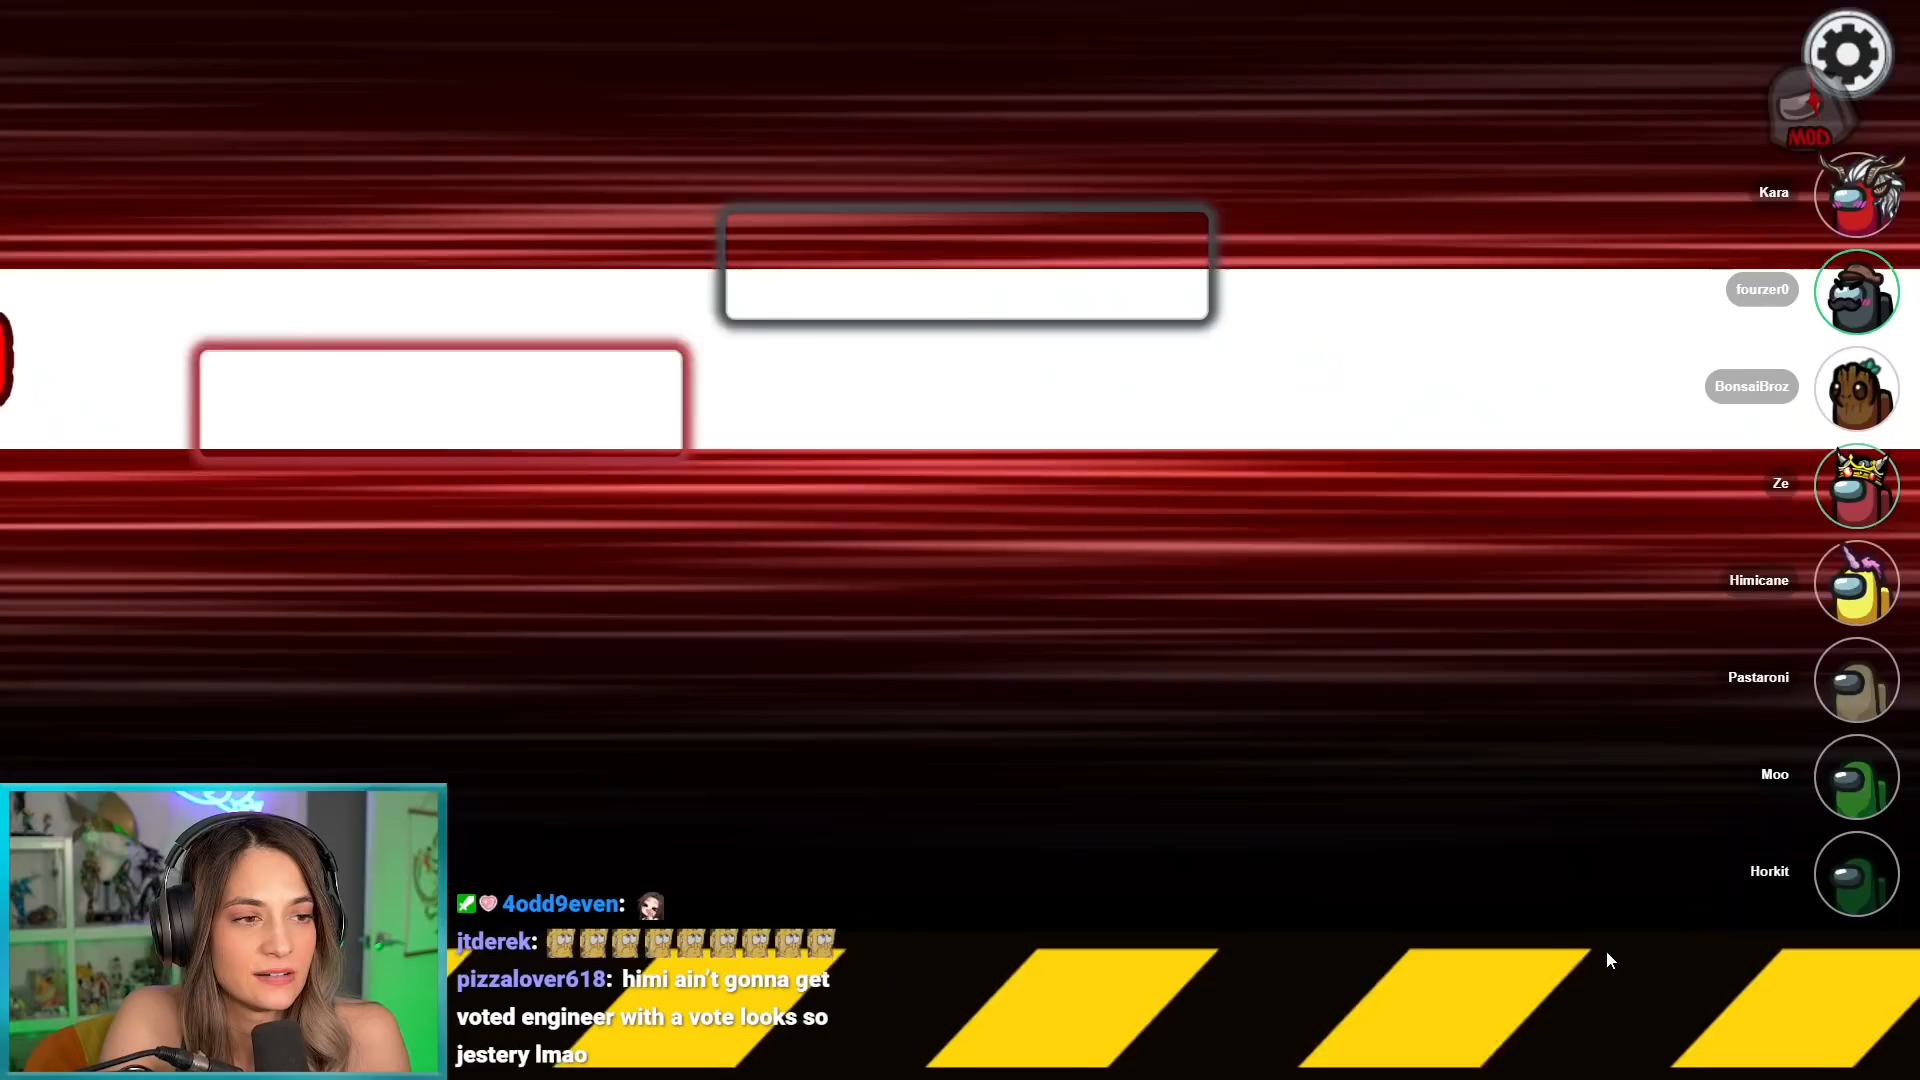 MOD
Kara
fourzer0
BonsaiBroz
Ze
Himicane
Pastaroni
Moo
Horkit
4odd9even:
jtderek:
pizzalover618: himi ain't gonna get
voted engineer with a vote looks so
jestery lmao